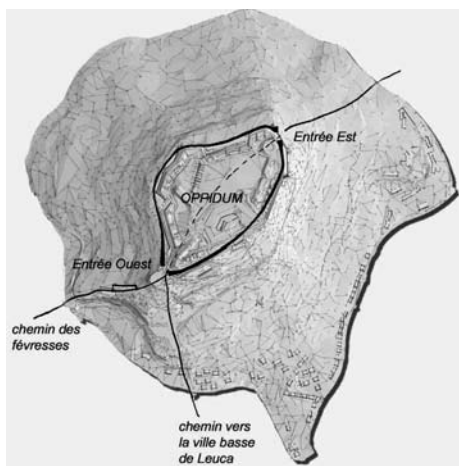 Entrée Est
OPPIDUM
Entrée Ouest
chemin des
févresses
chemin vers
la ville basse
de Leuca